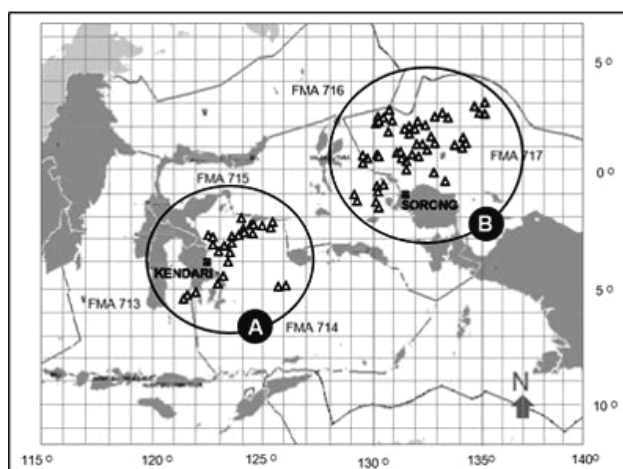 5 o
FMA 716
FMA 717
FMA 715
0 o
SORONG
B
KENDARI
FMA 713
5 o
A
FMA 714
N
10 o
115 o 120 o 125 o 130 o 135 o 140 o